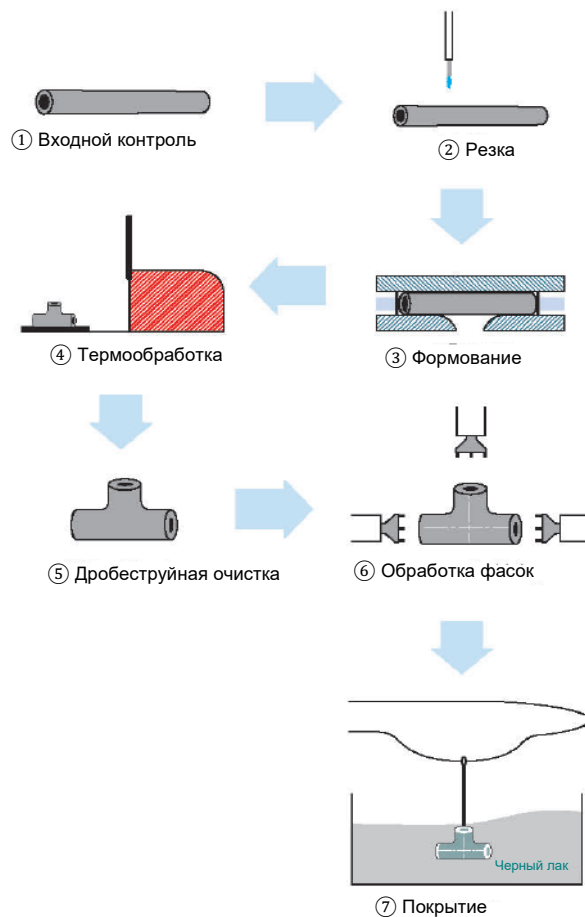 ① Входной контроль
② Резка
③ Формование
④ Термообработка
⑤ Дробеструйная очистка
⑥ Обработка фасок
Черный лак
⑦ Покрытие